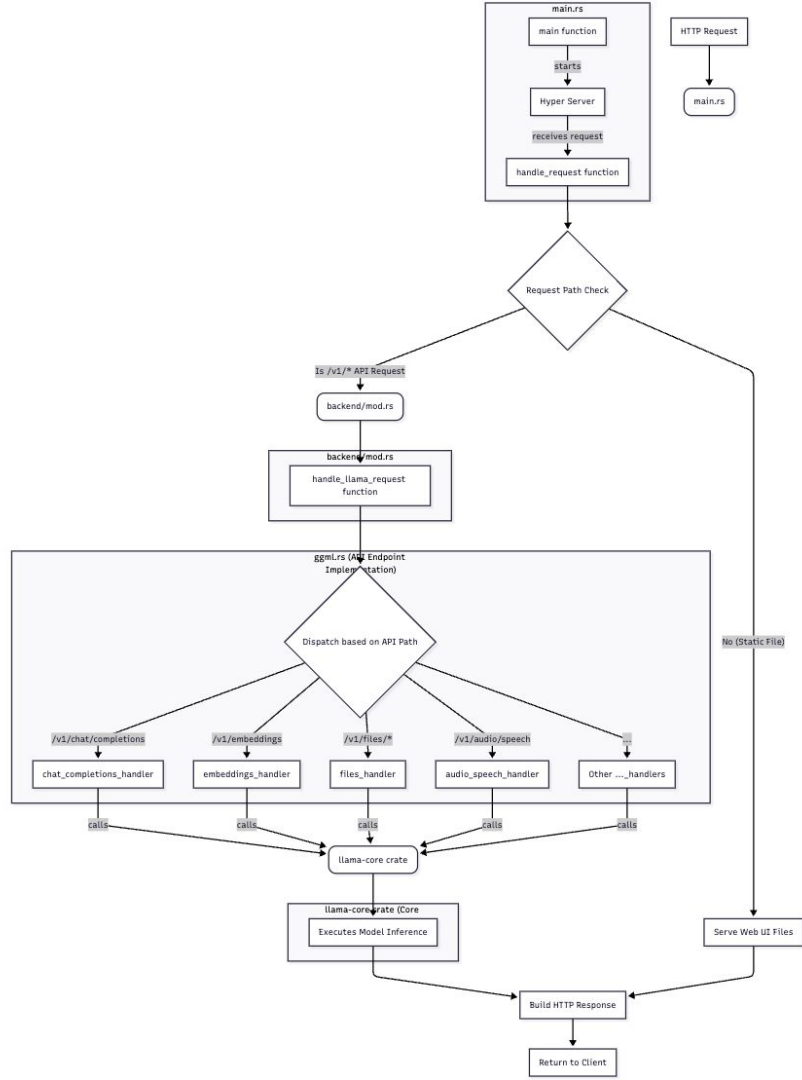 main.rs
main function
HTTP Request
starts
Hyper Server
main.rs
receives request
handle_request function
Request Path Check
Is /v1/* API Request
backend/mod.rs
backend/mod.rs
handle_llama_request
function
ggml.rs (API Endpoint
Implementation)
Dispatch based on API Path
No (Static File)
/v1/chat/completions
/v1/embeddings
/v1/files/*
/v1/audio/speech
...
chat_completions_handler
embeddings_handler
files_handler
audio_speech_handler
Other ..._handlers
calls
calls
calls
calls
calls
llama-core crate
llama-core crate (Core
Executes Model Inference
Serve Web UI Files
Build HTTP Response
Return to Client